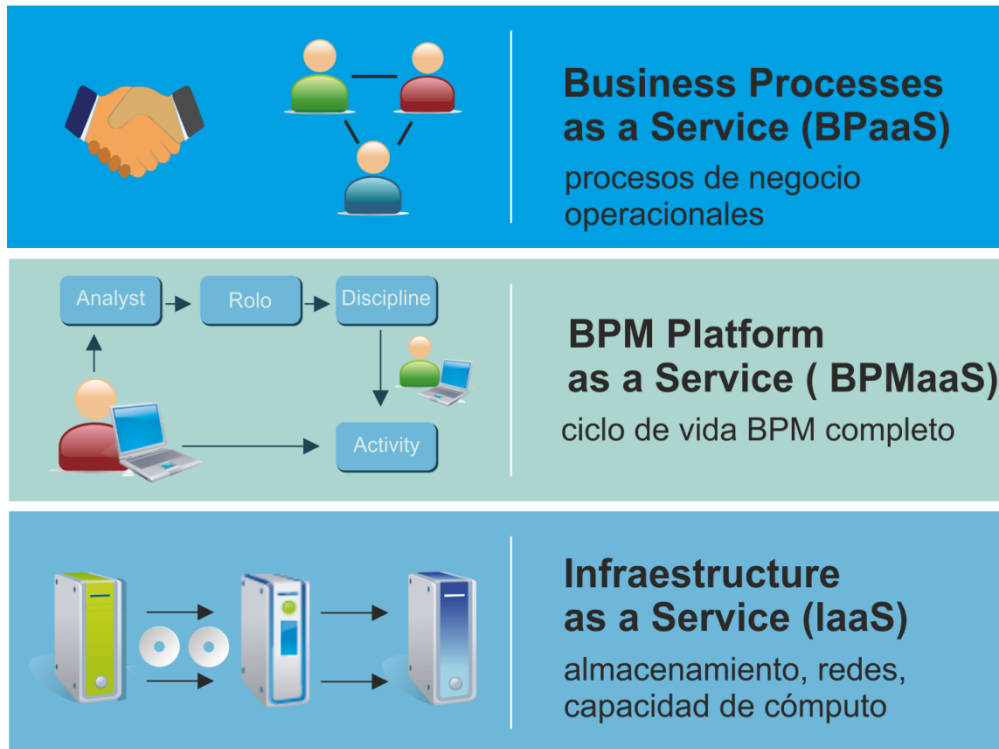 Business Processes
as a Service (BPaaS)
procesos de negocio
operacionales
Analyst
Rolo
Discipline
Activity
BPM Platform
as a Service ( BPMaaS)
ciclo de vida BPM completo
Infraestructure
as a Service (IaaS)
almacenamiento, redes,
capacidad de cómputo